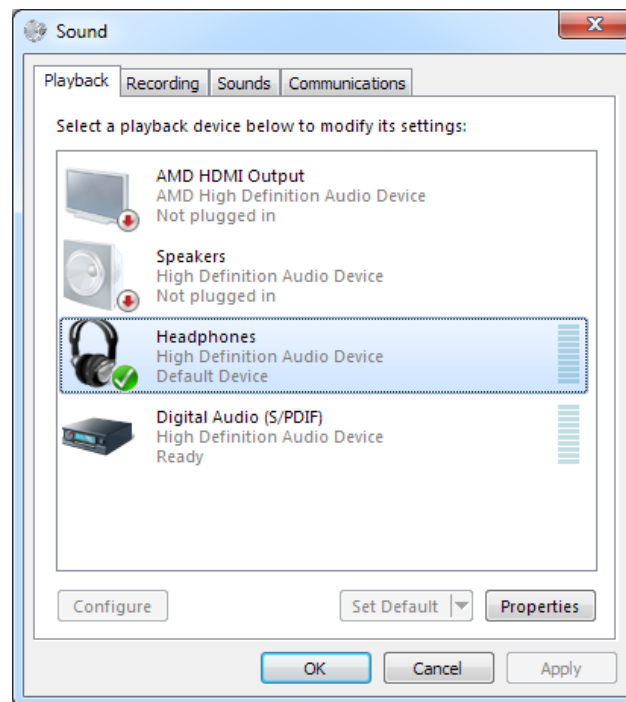 Sound
Playback Recording Sounds Communications
Select a playback device below to modify its settings:
AMD HDMI Output
AMD High Definition Audio Device
Not plugged in
Speakers
High Definition Audio Device
Not plugged in
Headphones
High Definition Audio Device
Default Device
Digital Audio (S/PDIF)
High Definition Audio Device
Ready
Configure Set Default Properties
OK Cancel Apply